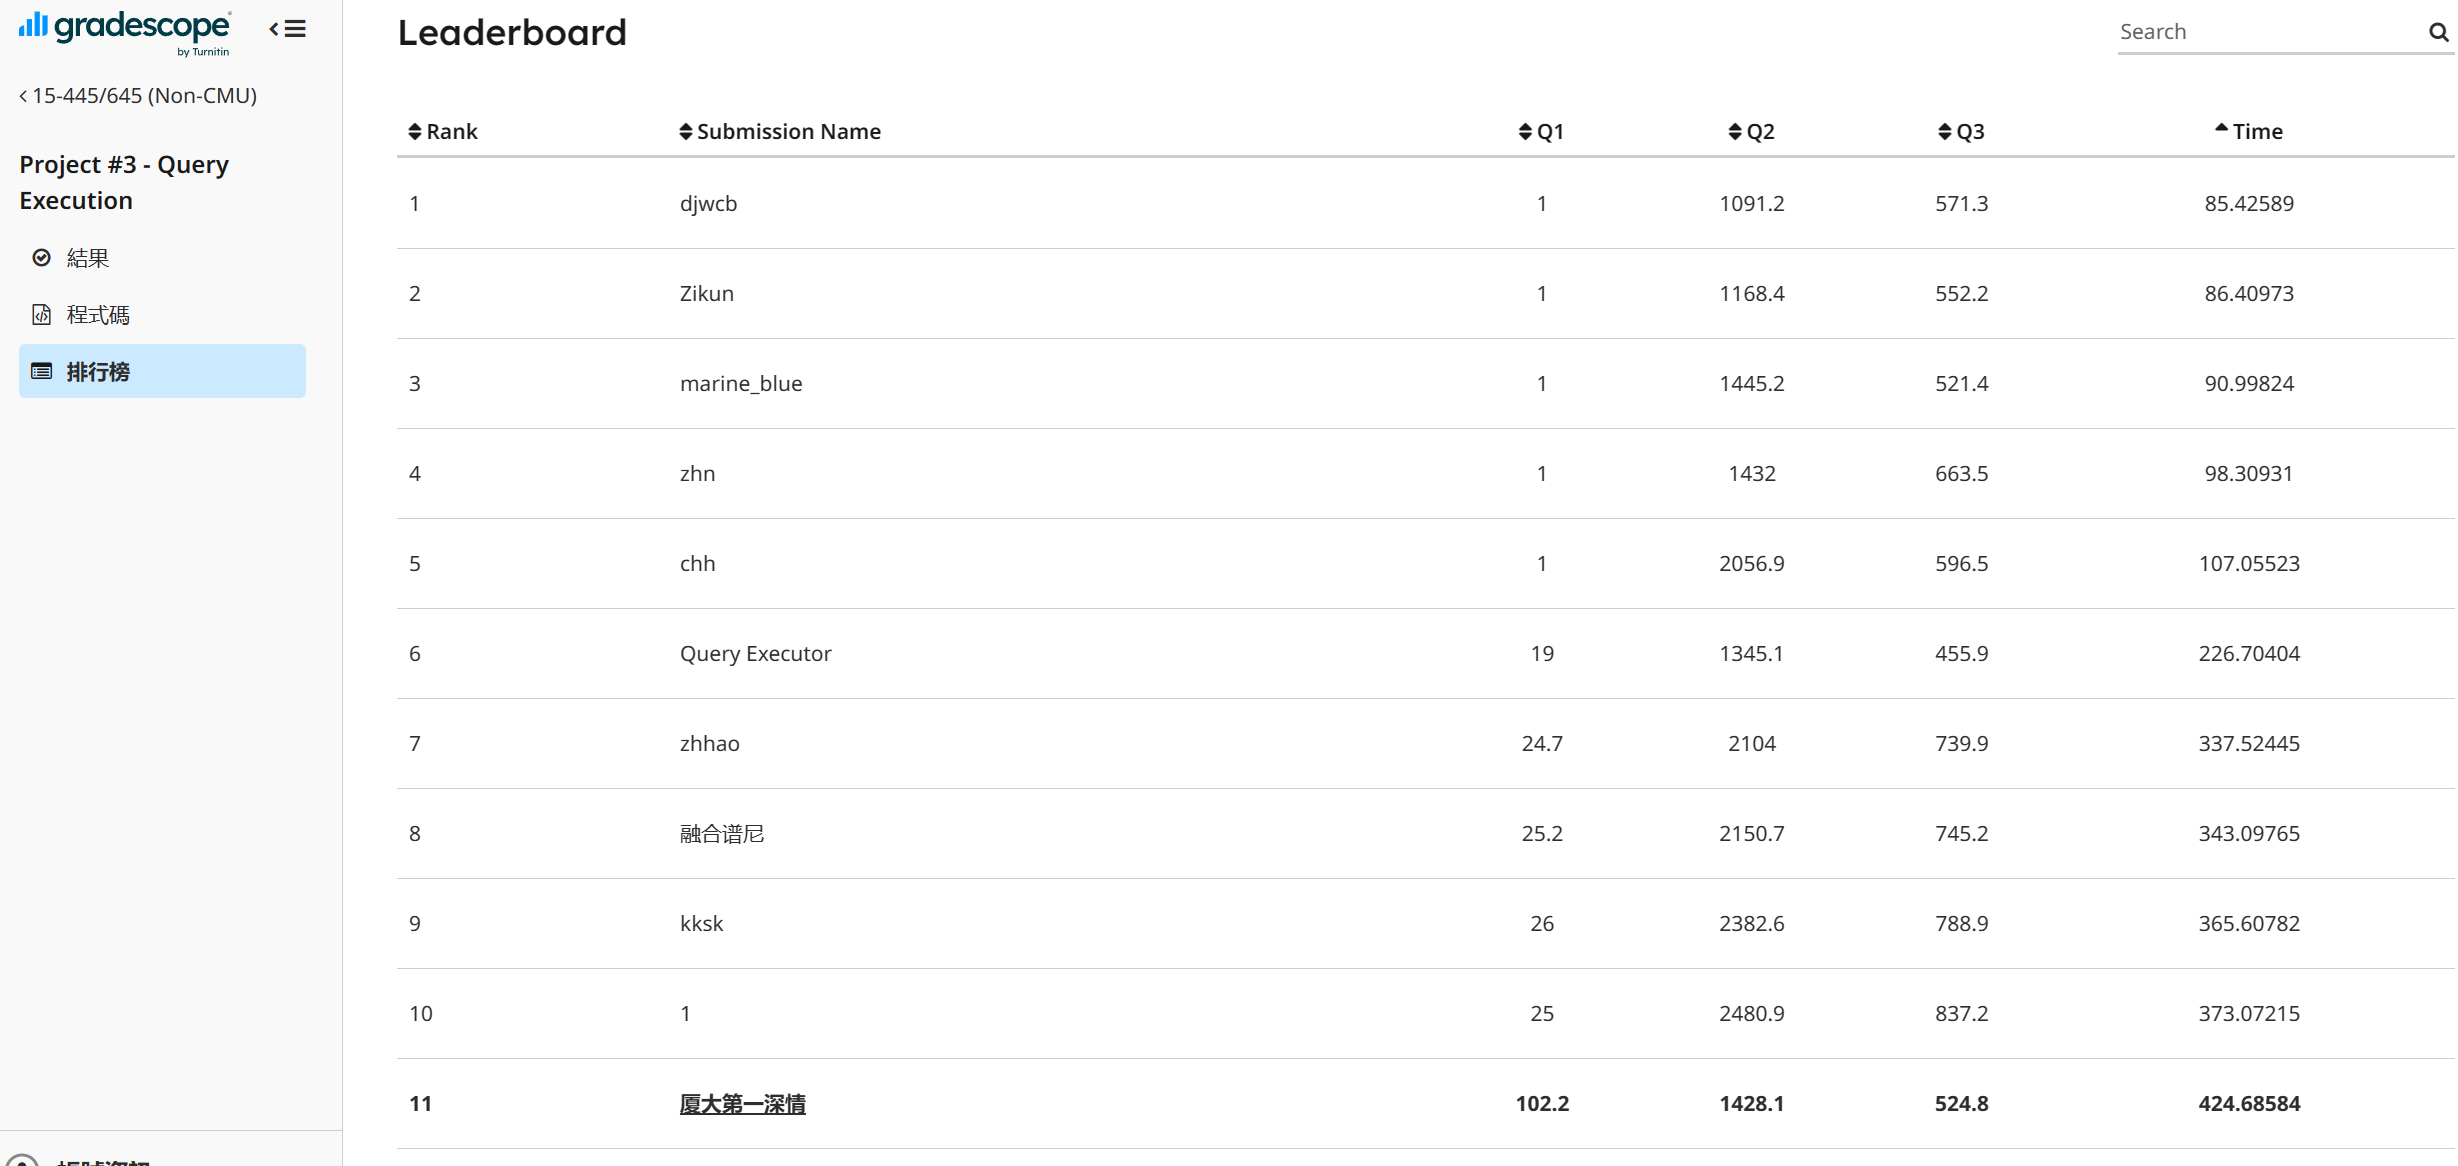 gradescope
by Turnitin
15-445/645 (Non-CMU)
Project #3 - Query
Execution
結果
程式碼
排行榜
Leaderboard
Search
Rank Submission Name Q1 Q2 Q3 Time
1 djwcb 1 1091.2 571.3 85.42589
2 Zikun 1 1168.4 552.2 86.40973
3 marine_blue 1 1445.2 521.4 90.99824
4 zhn 1 1432 663.5 98.30931
5 chh 1 2056.9 596.5 107.05523
6 Query Executor 19 1345.1 455.9 226.70404
7 zhhao 24.7 2104 739.9 337.52445
8 融合谱尼 25.2 2150.7 745.2 343.09765
9 kksk 26 2382.6 788.9 365.60782
10 1 25 2480.9 837.2 373.07215
11 厦大第一深情 102.2 1428.1 524.8 424.68584